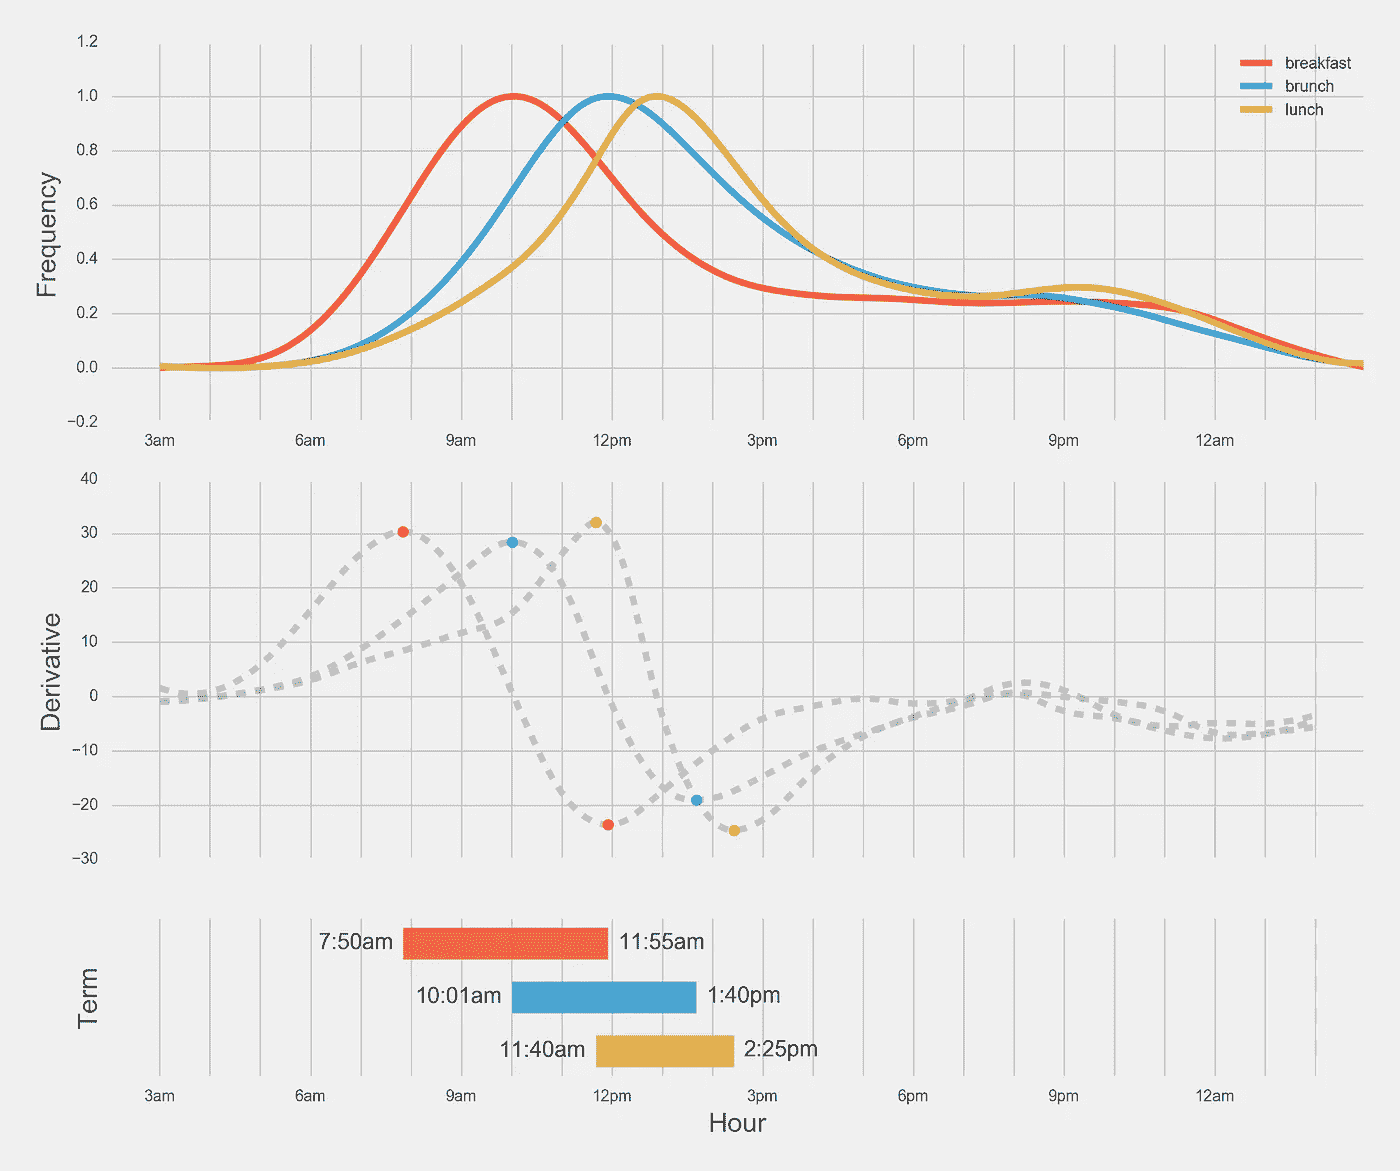 1.2
1.0
0.8
0.6
0.4
0.2
0.0
−0.2
Frequency
breakfast
brunch
lunch
3am 6am 9am 12pm 3pm 6pm 9pm 12am
40
30
20
10
0
−10
−20
−30
Derivative
Term
7:50am 11:55am
10:01am 1:40pm
11:40am 2:25pm
3am 6am 9am 12pm 3pm 6pm 9pm 12am
Hour